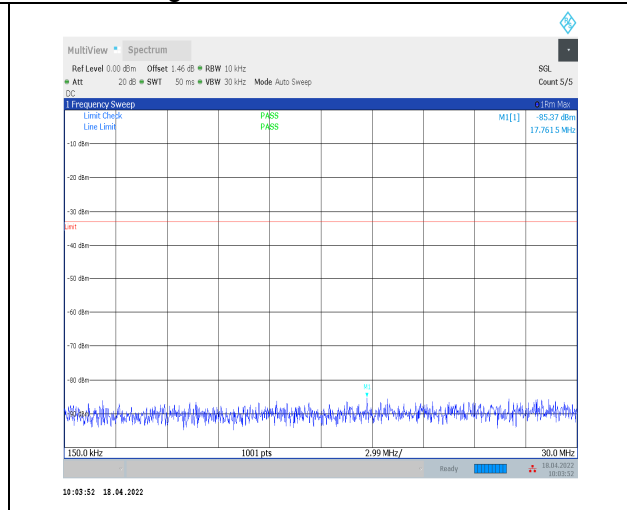 MultiView Spectrum
Ref Level 0.00 dBm Offset 1.46 dB RBW 10 kHz SGL
Att 20 dB SWT 50 ms VBW 30 kHz Mode Auto Sweep Count 5/5
DC
1 Frequency Sweep 1Rm Max
Limit Check PASS M1[1] -85.37 dBm
Line Limit PASS 17.7615 MHz
-10 dBm
-20 dBm
-30 dBm
Limit
-40 dBm
-50 dBm
-60 dBm
-70 dBm
-80 dBm
150.0 kHz 1001 pts 2.99 MHz/ 30.0 MHz
Ready 18.04.2022
10:03:52
10:03:52 18.04.2022